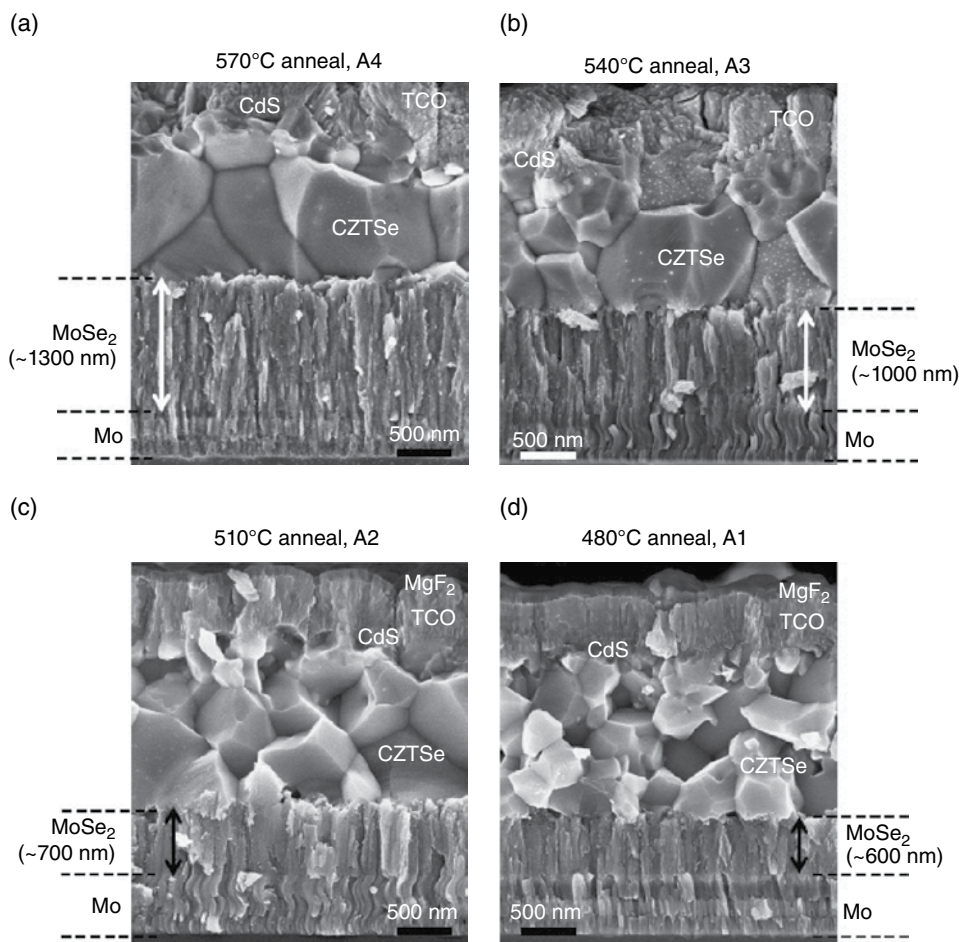 (a)
570°C anneal, A4
CdS
TCO
CZTSe
MoSe₂
(~1300 nm)
Mo
500 nm
(b)
540°C anneal, A3
TCO
CdS
CZTSe
MoSe₂
(~1000 nm)
Mo
500 nm
(c)
510°C anneal, A2
MgF₂
TCO
CdS
CZTSe
MoSe₂
(~700 nm)
Mo
500 nm
(d)
480°C anneal, A1
MgF₂
TCO
CdS
CZTSe
MoSe₂
(~600 nm)
Mo
500 nm